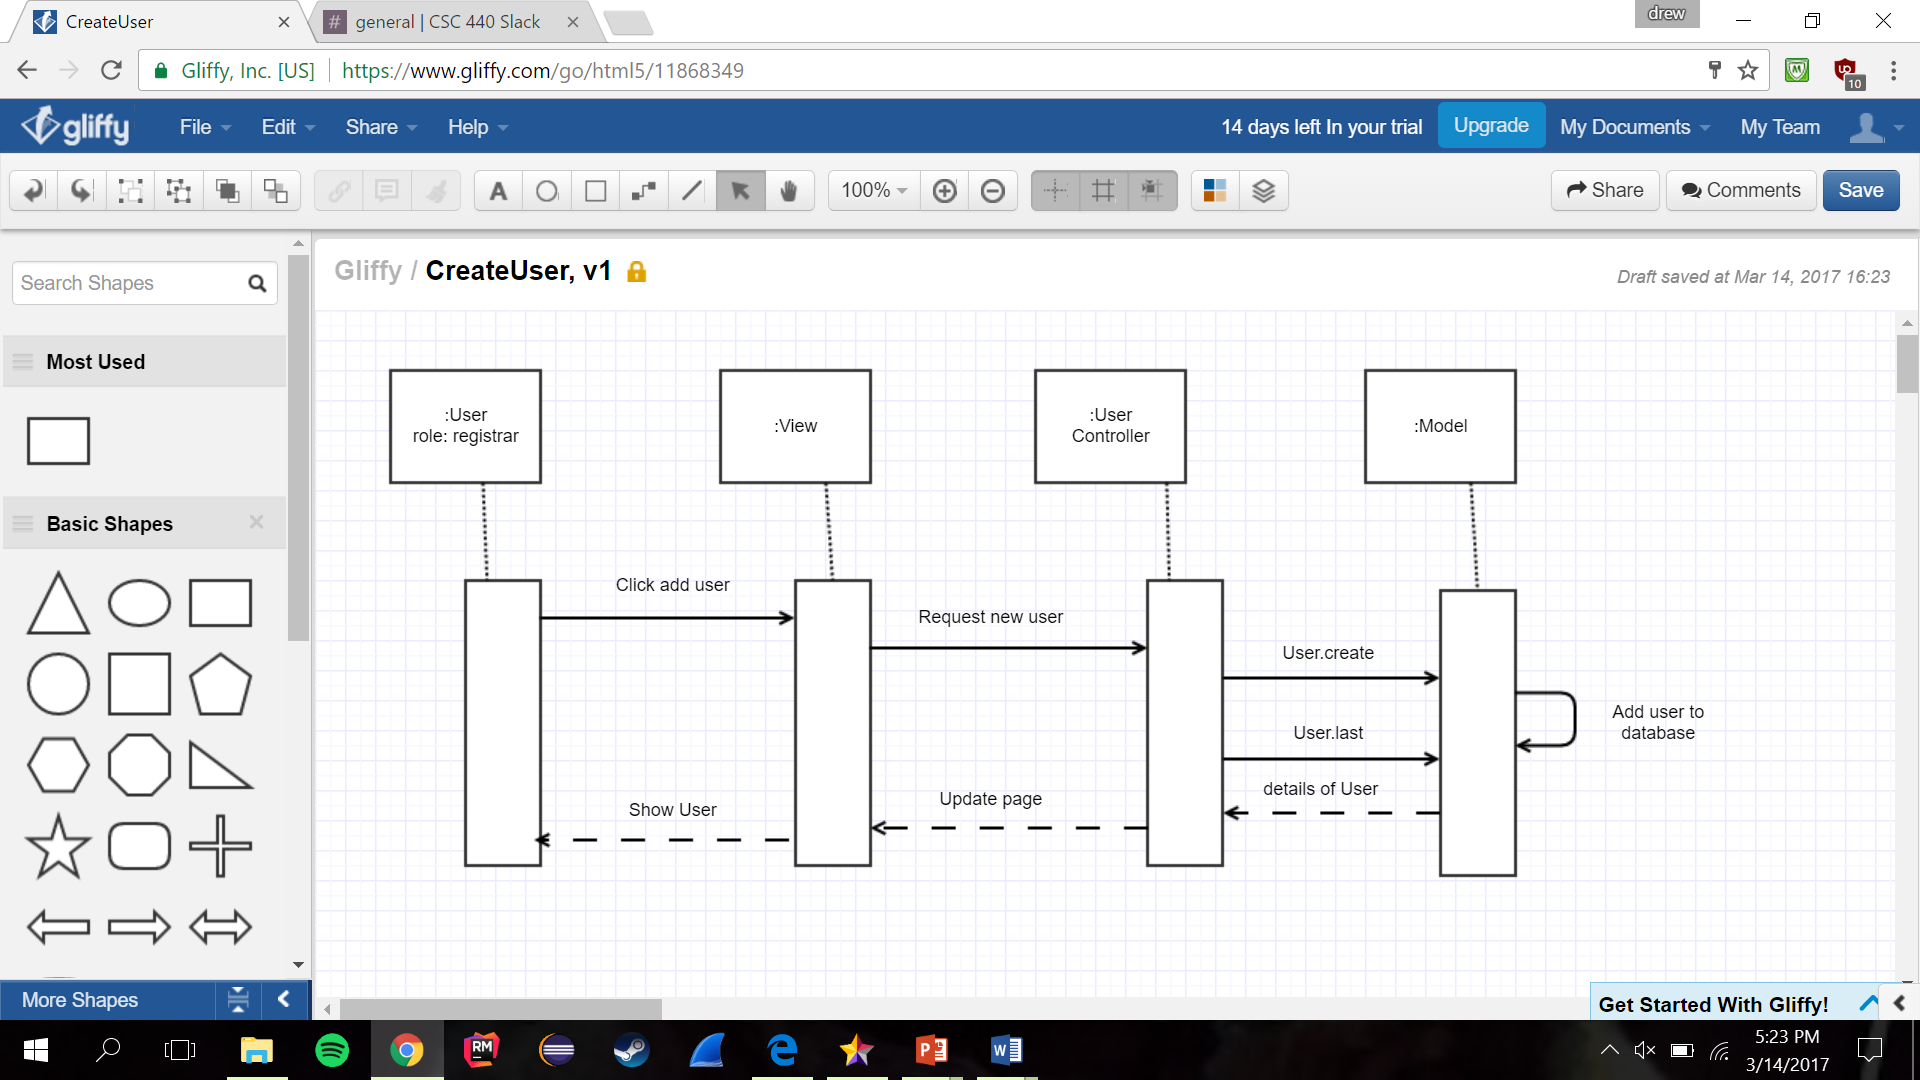 CreateUser
general | CSC 440 Slack
drew
Gliffy, Inc. [US]
https://www.gliffy.com/go/html5/11868349
10
gliffy
File
Edit
Share
Help
14 days left In your trial
Upgrade
My Documents
My Team
100%
Share
Comments
Save
Search Shapes
Gliffy / CreateUser, v1
Draft saved at Mar 14, 2017 16:23
Most Used
Basic Shapes
:User
role: registrar
:View
:User
Controller
:Model
Click add user
Request new user
User.create
Add user to
database
User.last
details of User
Update page
Show User
More Shapes
Get Started With Gliffy!
5:23 PM
3/14/2017